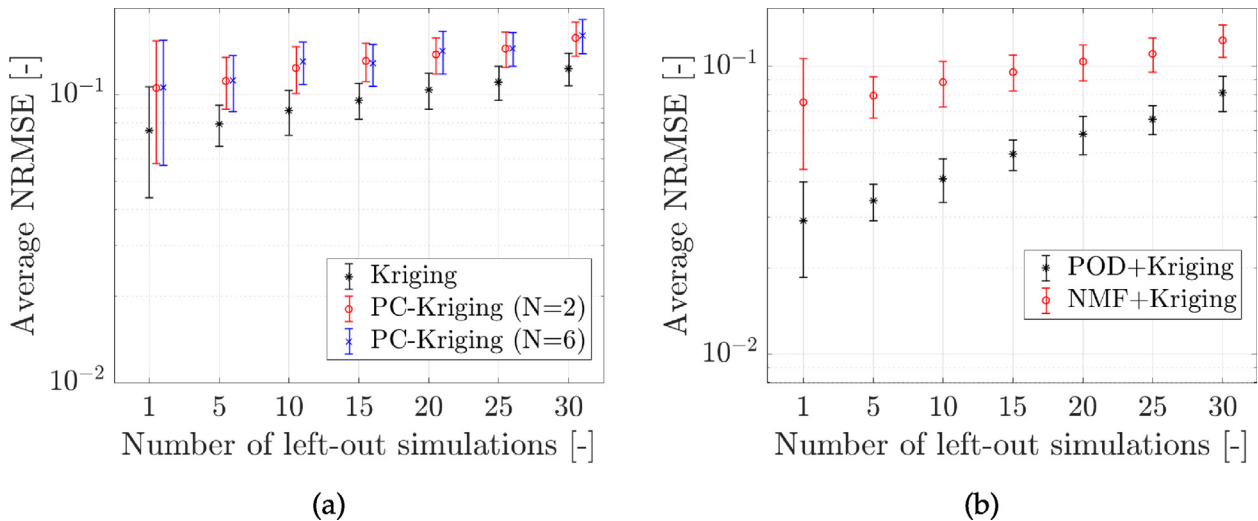 Average NRMSE [-]
10^-1
10^-2
1 5 10 15 20 25 30
Number of left-out simulations [-]
Kriging
PC-Kriging (N=2)
PC-Kriging (N=6)
(a)
Average NRMSE [-]
10^-1
10^-2
1 5 10 15 20 25 30
Number of left-out simulations [-]
POD+Kriging
NMF+Kriging
(b)